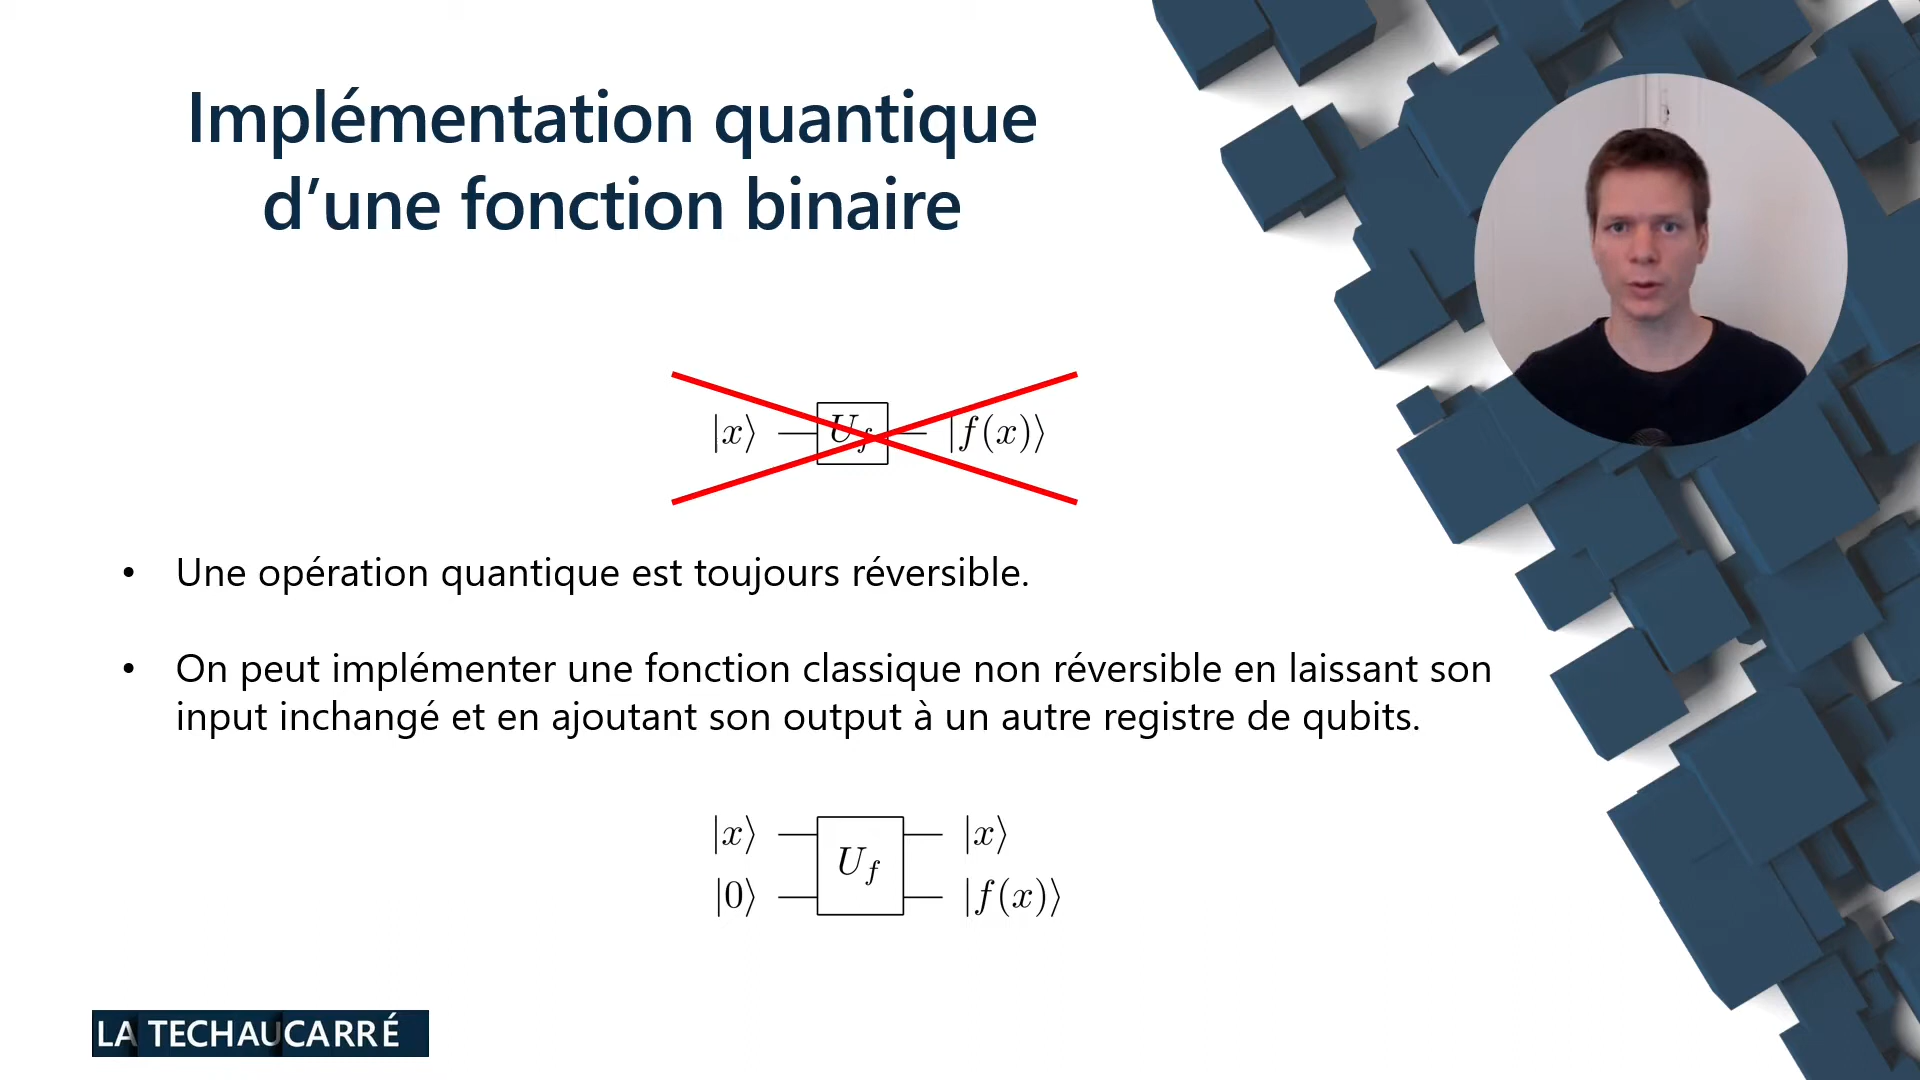 Implémentation quantique
d’une fonction binaire
|x⟩ U_f |f(x)⟩
• Une opération quantique est toujours réversible.
• On peut implémenter une fonction classique non réversible en laissant son
input inchangé et en ajoutant son output à un autre registre de qubits.
|x⟩ |x⟩
U_f
|0⟩ |f(x)⟩
LA TECHAUCARRÉ